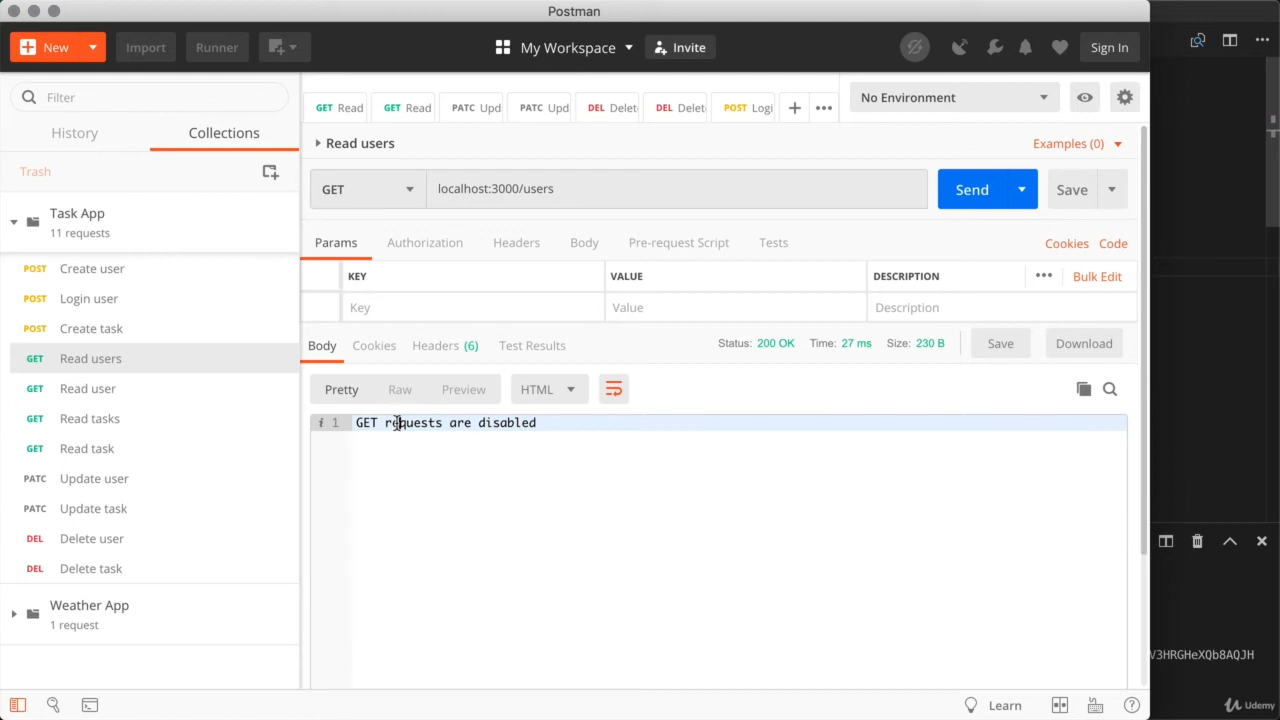 Postman
New
Import
Runner
My Workspace
Invite
Sign In
Filter
History
Collections
Trash
Task App
11 requests
POST Create user
POST Login user
POST Create task
GET Read users
GET Read user
GET Read tasks
GET Read task
PATC Update user
PATC Update task
DEL Delete user
DEL Delete task
Weather App
1 request
GET Read
GET Read
PATC Upd
PATC Upd
DEL Delet
DEL Delet
POST Logi
No Environment
Read users
Examples (0)
GET
localhost:3000/users
Send
Save
Params
Authorization
Headers
Body
Pre-request Script
Tests
Cookies
Code
KEY
VALUE
DESCRIPTION
Bulk Edit
Key
Value
Description
Body
Cookies
Headers (6)
Test Results
Status: 200 OK
Time: 27 ms
Size: 230 B
Save
Download
Pretty
Raw
Preview
HTML
i 1
GET requests are disabled
Learn
V3HRGHeXQb8AQJH
Udemy